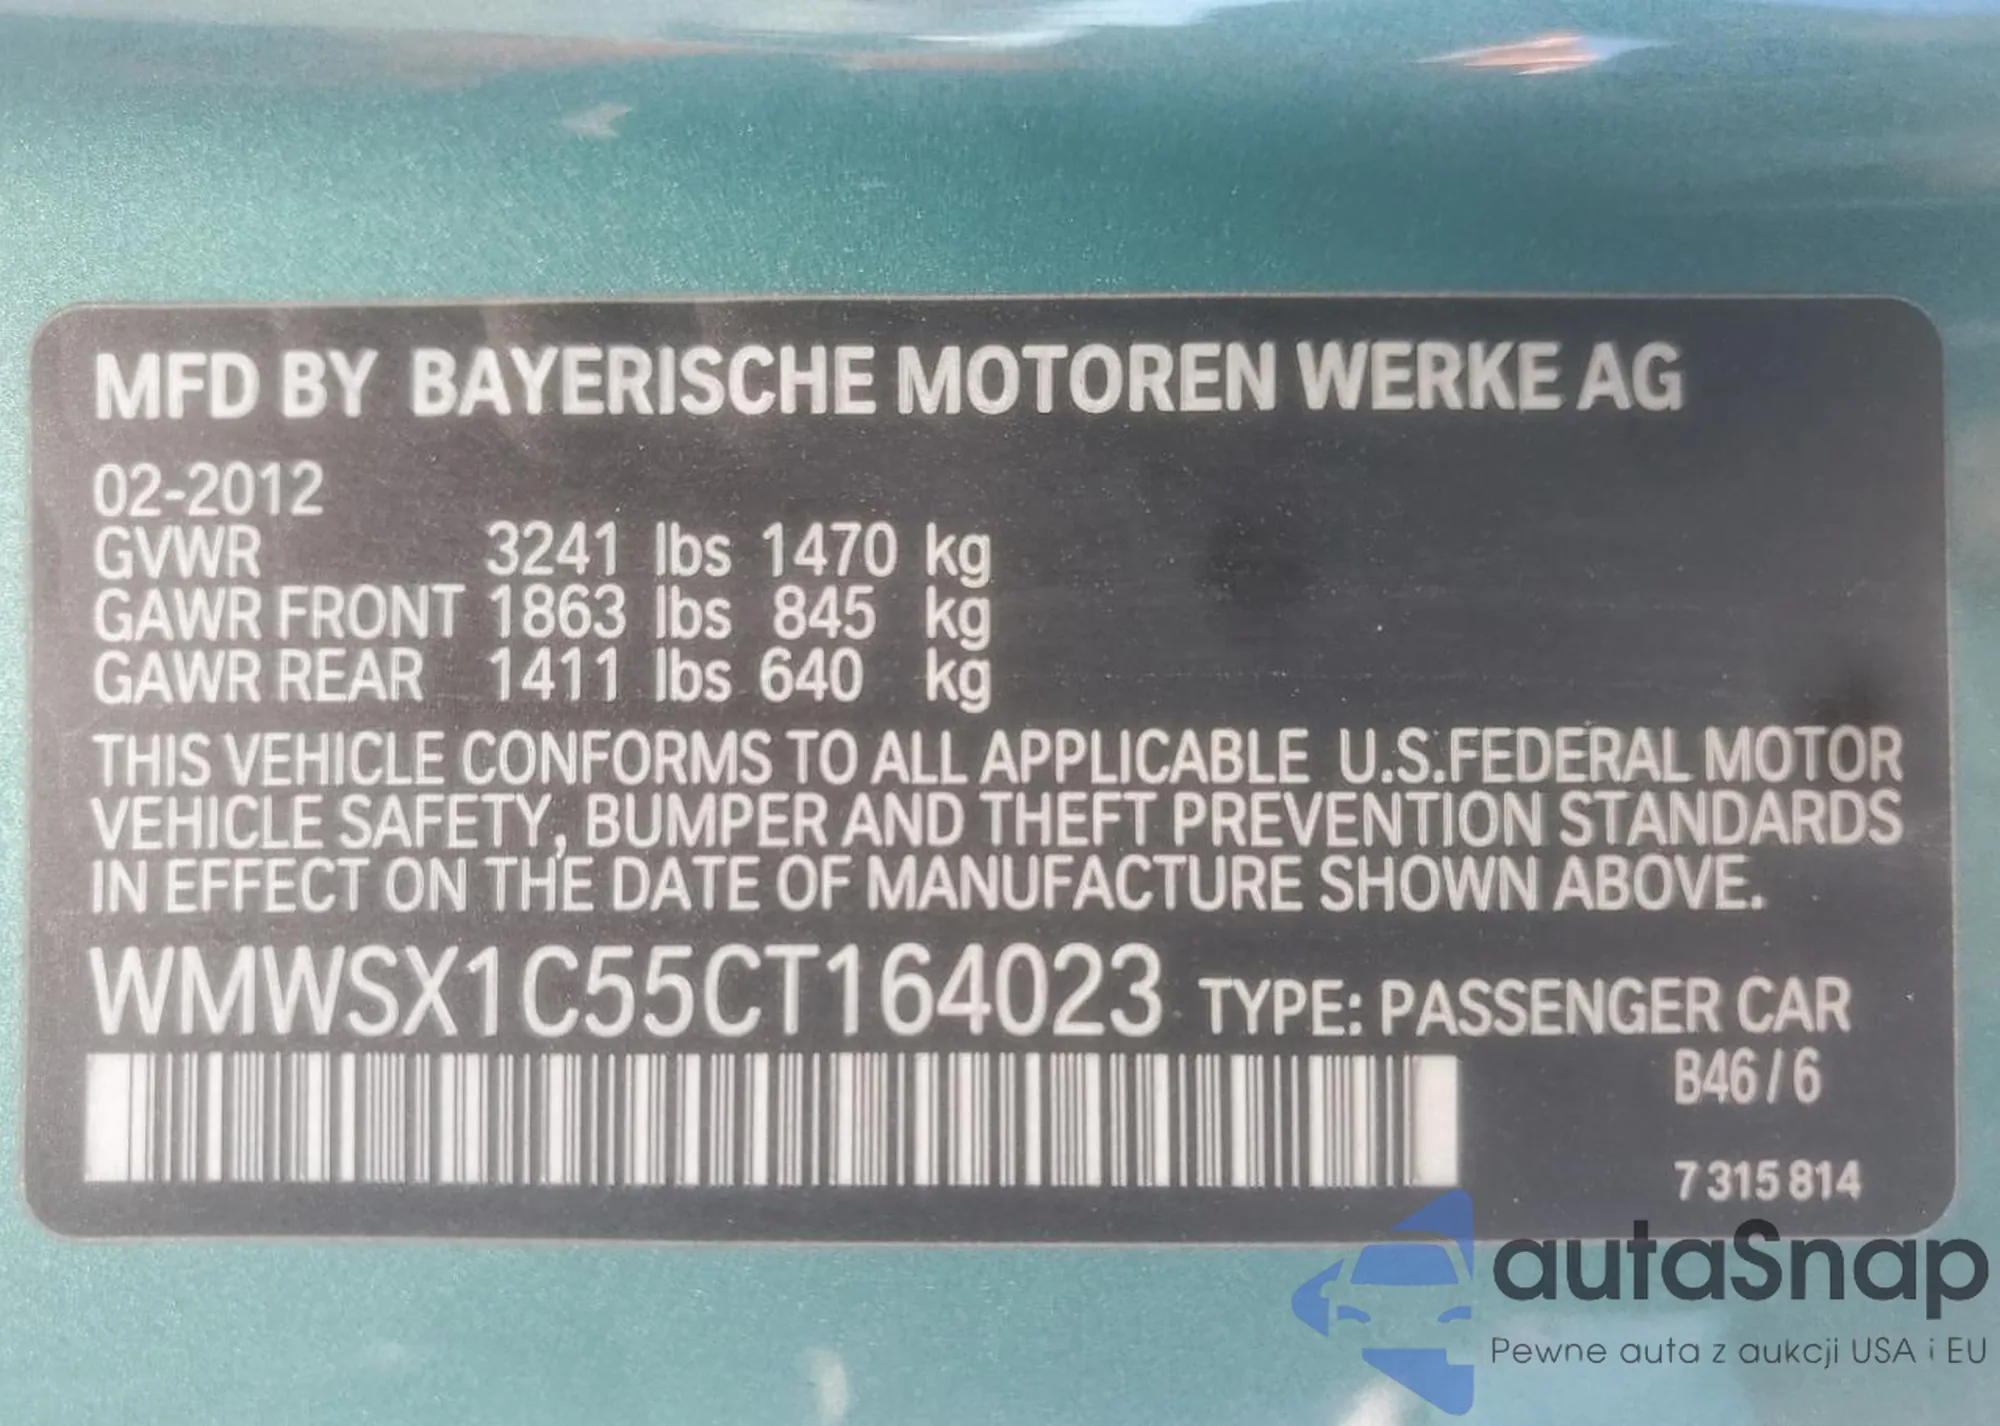 MFD BY BAYERISCHE MOTOREN WERKE AG
02-2012
GVWR 3241 lbs 1470 kg
GAWR FRONT 1863 lbs 845 kg
GAWR REAR 1411 lbs 640 kg
THIS VEHICLE CONFORMS TO ALL APPLICABLE U.S.FEDERAL MOTOR
VEHICLE SAFETY, BUMPER AND THEFT PREVENTION STANDARDS
IN EFFECT ON THE DATE OF MANUFACTURE SHOWN ABOVE.
WMWSX1C55CT164023 TYPE: PASSENGER CAR
B46 / 6
7 315 814
autaSnap
Pewne auta z aukcji USA i EU